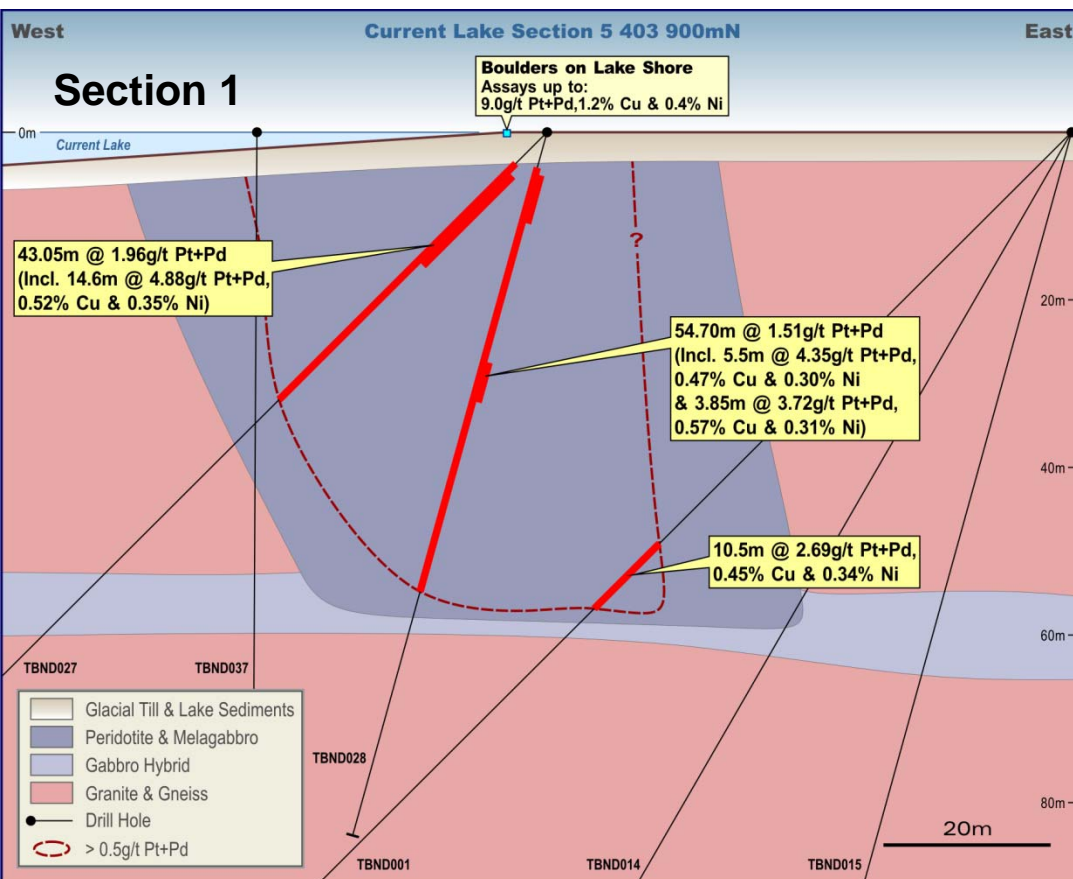 West
Current Lake Section 5 403 900mN
East
Section 1
Boulders on Lake Shore
Assays up to:
9.0g/t Pt+Pd,1.2% Cu & 0.4% Ni
0m
Current Lake
43.05m @ 1.96g/t Pt+Pd
(Incl. 14.6m @ 4.88g/t Pt+Pd,
0.52% Cu & 0.35% Ni)
?
20m
54.70m @ 1.51g/t Pt+Pd
(Incl. 5.5m @ 4.35g/t Pt+Pd,
0.47% Cu & 0.30% Ni
& 3.85m @ 3.72g/t Pt+Pd,
0.57% Cu & 0.31% Ni)
40m
10.5m @ 2.69g/t Pt+Pd,
0.45% Cu & 0.34% Ni
60m
TBND027
TBND037
Glacial Till & Lake Sediments
Peridotite & Melagabbro
Gabbro Hybrid
Granite & Gneiss
Drill Hole
> 0.5g/t Pt+Pd
TBND028
80m
20m
TBND001
TBND014
TBND015